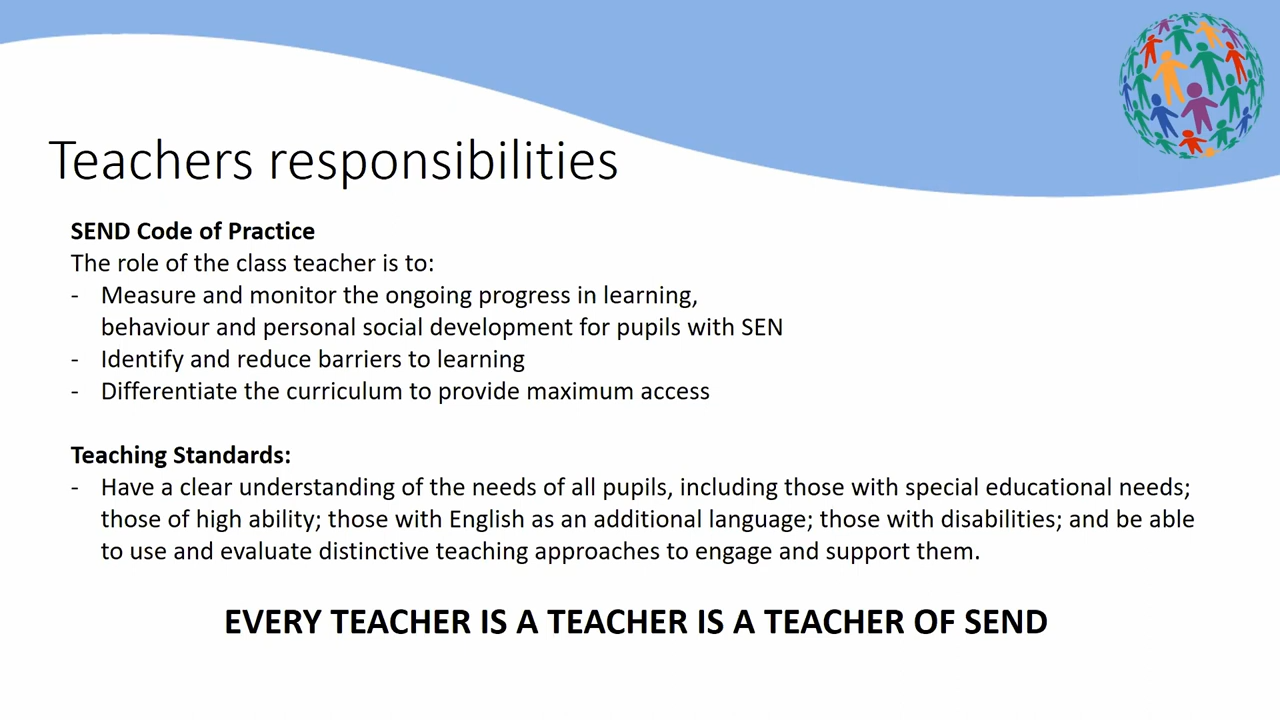 Teachers responsibilities
SEND Code of Practice
The role of the class teacher is to:
- Measure and monitor the ongoing progress in learning,
behaviour and personal social development for pupils with SEN
- Identify and reduce barriers to learning
- Differentiate the curriculum to provide maximum access
Teaching Standards:
- Have a clear understanding of the needs of all pupils, including those with special educational needs;
those of high ability; those with English as an additional language; those with disabilities; and be able
to use and evaluate distinctive teaching approaches to engage and support them.
EVERY TEACHER IS A TEACHER IS A TEACHER OF SEND